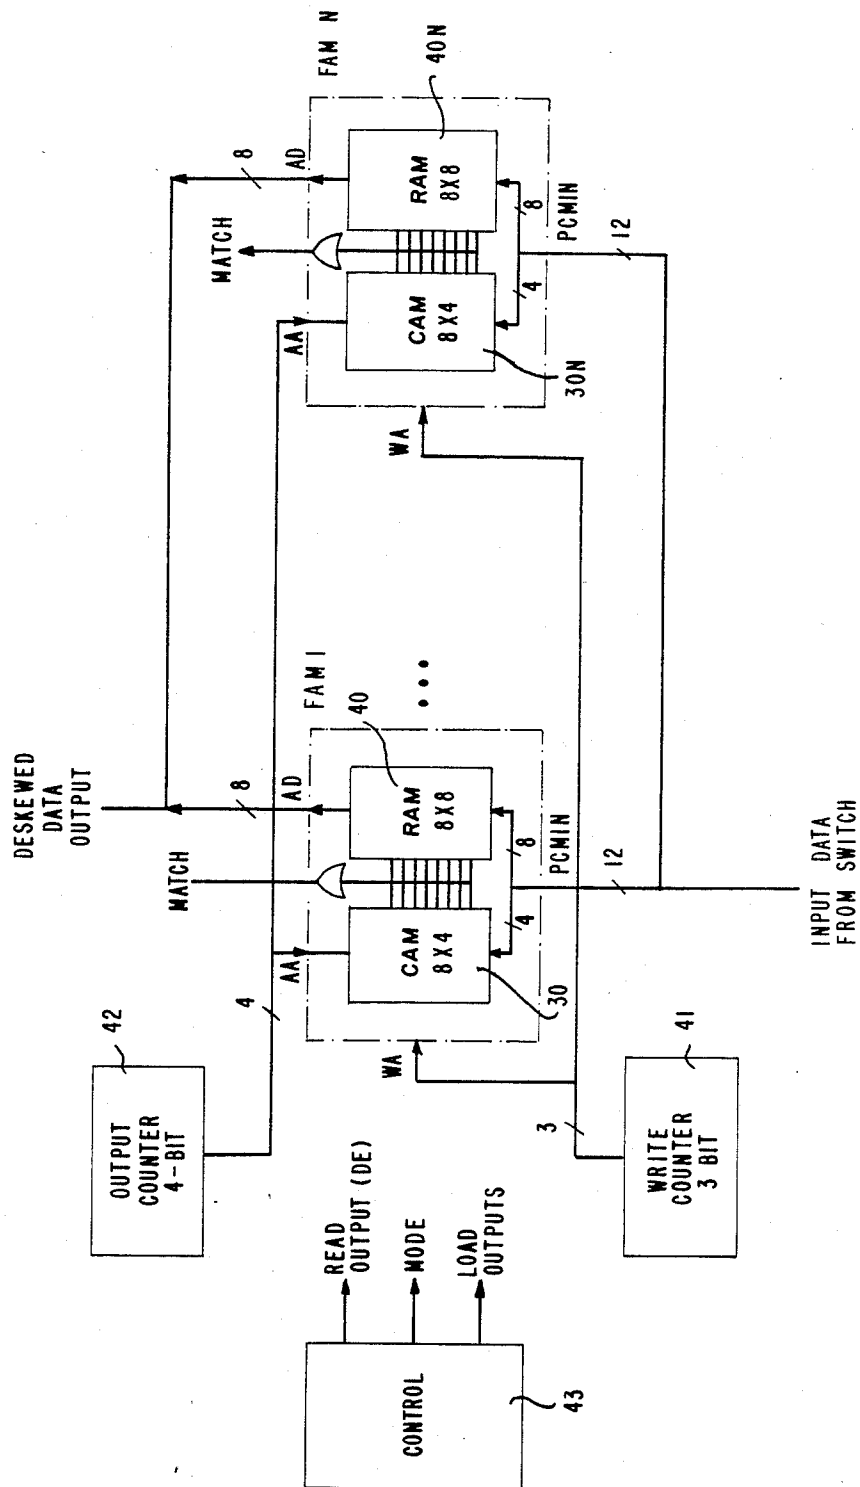 CONTROL
43
READ
OUTPUT (DE)
MODE
LOAD
OUTPUTS
OUTPUT
COUNTER
4-BIT
42
4
WRITE
COUNTER
3 BIT
41
3
DESKEWED
DATA
OUTPUT
MATCH
8
AD
AA
WA
FAM 1
CAM
8X4
30
RAM
8X8
40
4
8
PCMIN
12
INPUT DATA
FROM SWITCH
•••
FAM N
MATCH
8
AD
AA
WA
CAM
8X4
30N
RAM
8X8
40N
4
8
PCMIN
12